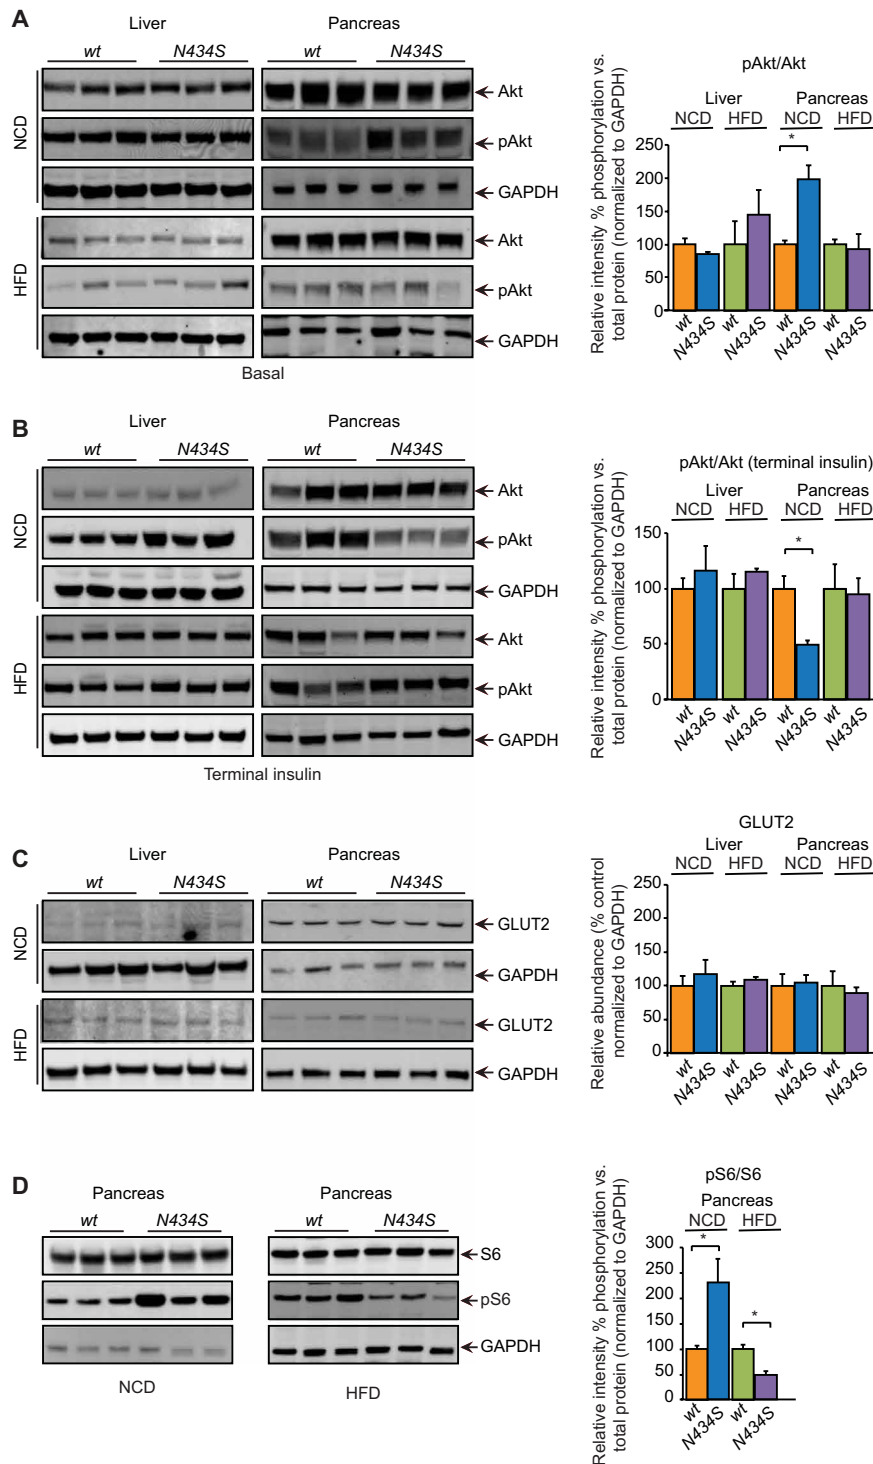 A
Liver
Pancreas
wt
N434S
wt
N434S
NCD
Akt
pAkt
GAPDH
HFD
Akt
pAkt
GAPDH
Basal
pAkt/Akt
Liver
Pancreas
NCD
HFD
NCD
HFD
Relative intensity % phosphorylation vs.
total protein (normalized to GAPDH)
250
200
150
100
50
0
*
wt
N434S
wt
N434S
wt
N434S
wt
N434S
B
Liver
Pancreas
wt
N434S
wt
N434S
NCD
Akt
pAkt
GAPDH
HFD
Akt
pAkt
GAPDH
Terminal insulin
pAkt/Akt (terminal insulin)
Liver
Pancreas
NCD
HFD
NCD
HFD
Relative intensity % phosphorylation vs.
total protein (normalized to GAPDH)
150
100
50
0
*
wt
N434S
wt
N434S
wt
N434S
wt
N434S
C
Liver
Pancreas
wt
N434S
wt
N434S
NCD
GLUT2
GAPDH
HFD
GLUT2
GAPDH
GLUT2
Liver
Pancreas
NCD
HFD
NCD
HFD
Relative abundance (% control
normalized to GAPDH)
250
200
150
100
50
0
wt
N434S
wt
N434S
wt
N434S
wt
N434S
D
Pancreas
Pancreas
wt
N434S
wt
N434S
S6
pS6
GAPDH
NCD
HFD
pS6/S6
Pancreas
NCD
HFD
Relative intensity % phosphorylation vs.
total protein (normalized to GAPDH)
300
250
200
150
100
50
0
*
*
wt
N434S
wt
N434S